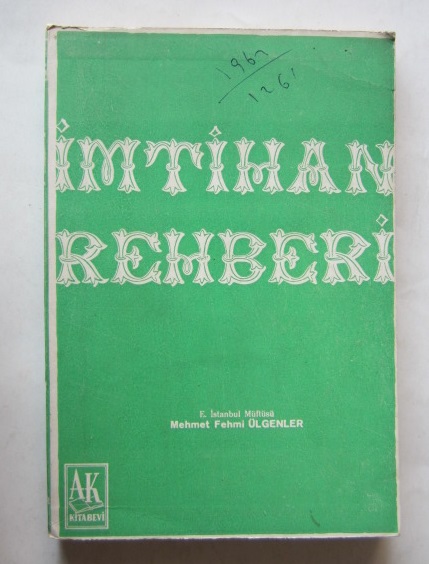 1967
1261
İMTİHAN
REHBERİ
E. İstanbul Müftüsü
Mehmet Fehmi ÜLGENLER
AK
KİTABEVİ